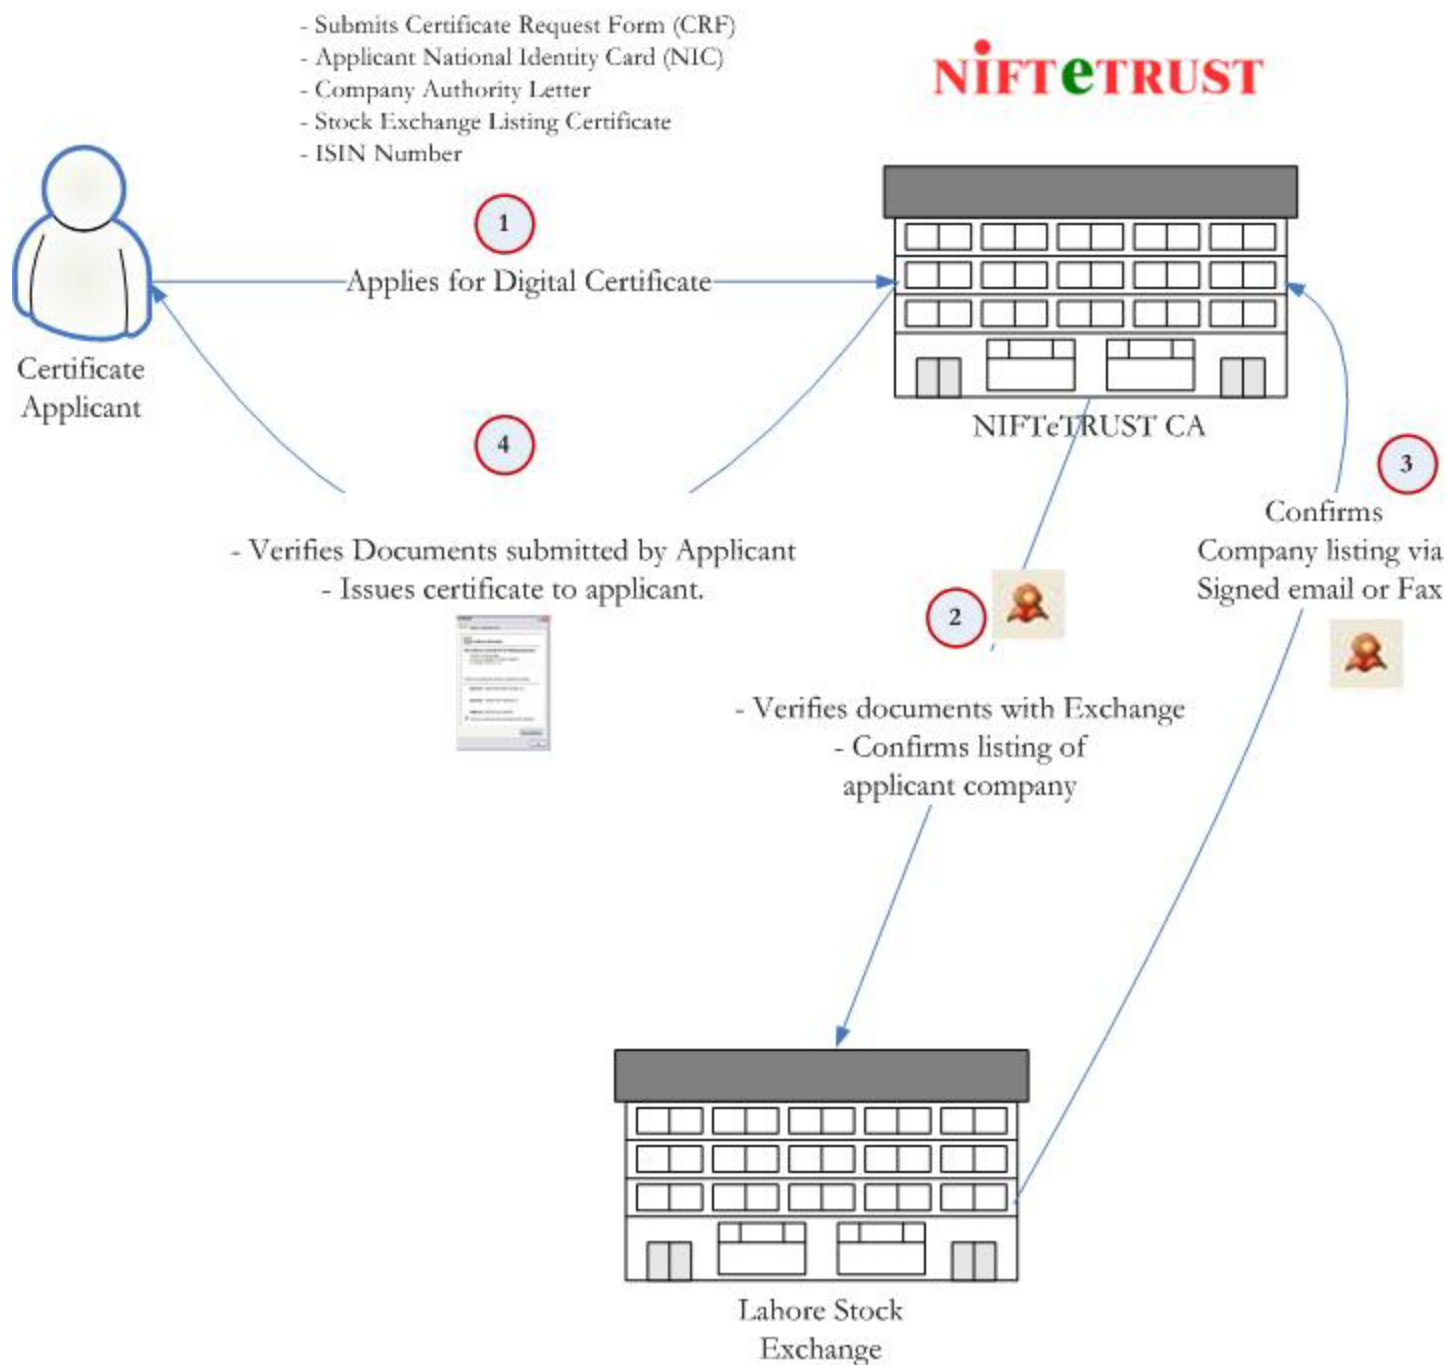 - Submits Certificate Request Form (CRF)
- Applicant National Identity Card (NIC)
- Company Authority Letter
- Stock Exchange Listing Certificate
- ISIN Number
NiFTeTRUST
1
Applies for Digital Certificate
Certificate
Applicant
NIFTeTRUST CA
4
- Verifies Documents submitted by Applicant
- Issues certificate to applicant.
3
Confirms
Company listing via
Signed email or Fax
2
- Verifies documents with Exchange
- Confirms listing of
applicant company
Lahore Stock
Exchange